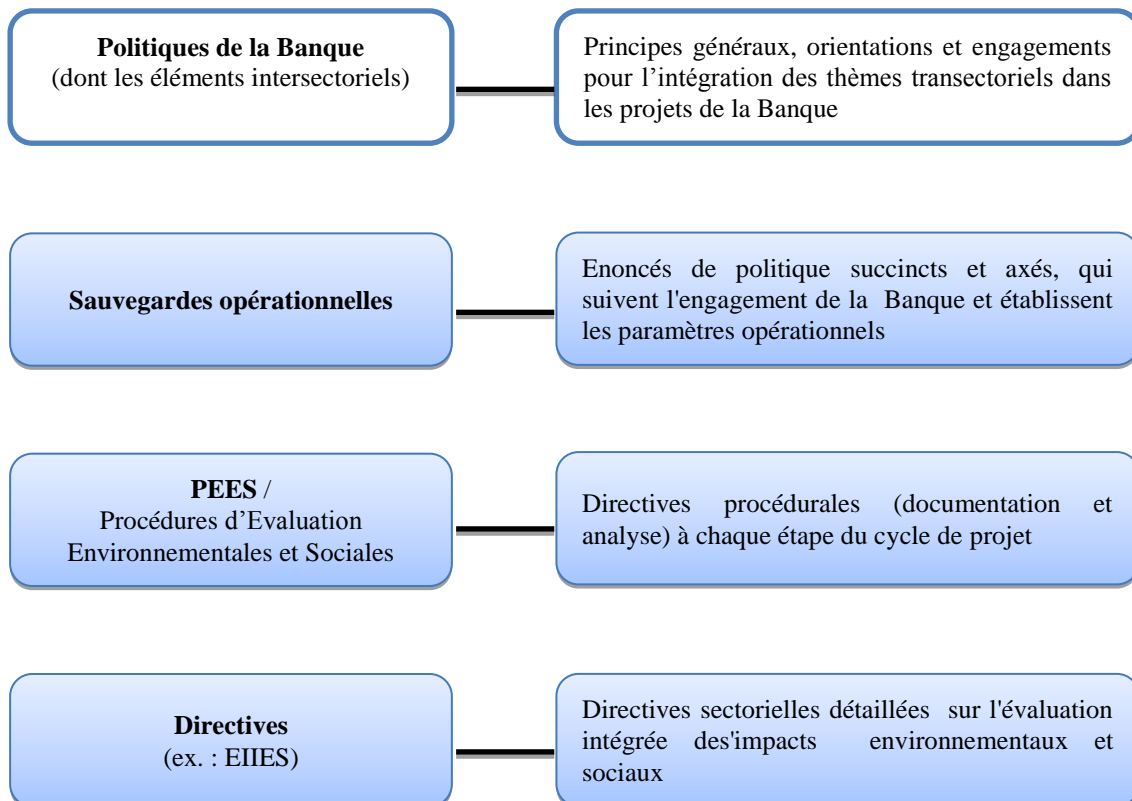 Politiques de la Banque
(dont les éléments intersectoriels)
Principes généraux, orientations et engagements
pour l’intégration des thèmes transectoriels dans
les projets de la Banque
Sauvegardes opérationnelles
Enoncés de politique succincts et axés, qui
suivent l'engagement de la Banque et établissent
les paramètres opérationnels
PEES /
Procédures d’Evaluation
Environnementales et Sociales
Directives procédurales (documentation et
analyse) à chaque étape du cycle de projet
Directives
(ex. : EIIES)
Directives sectorielles détaillées sur l'évaluation
intégrée des'impacts environnementaux et
sociaux